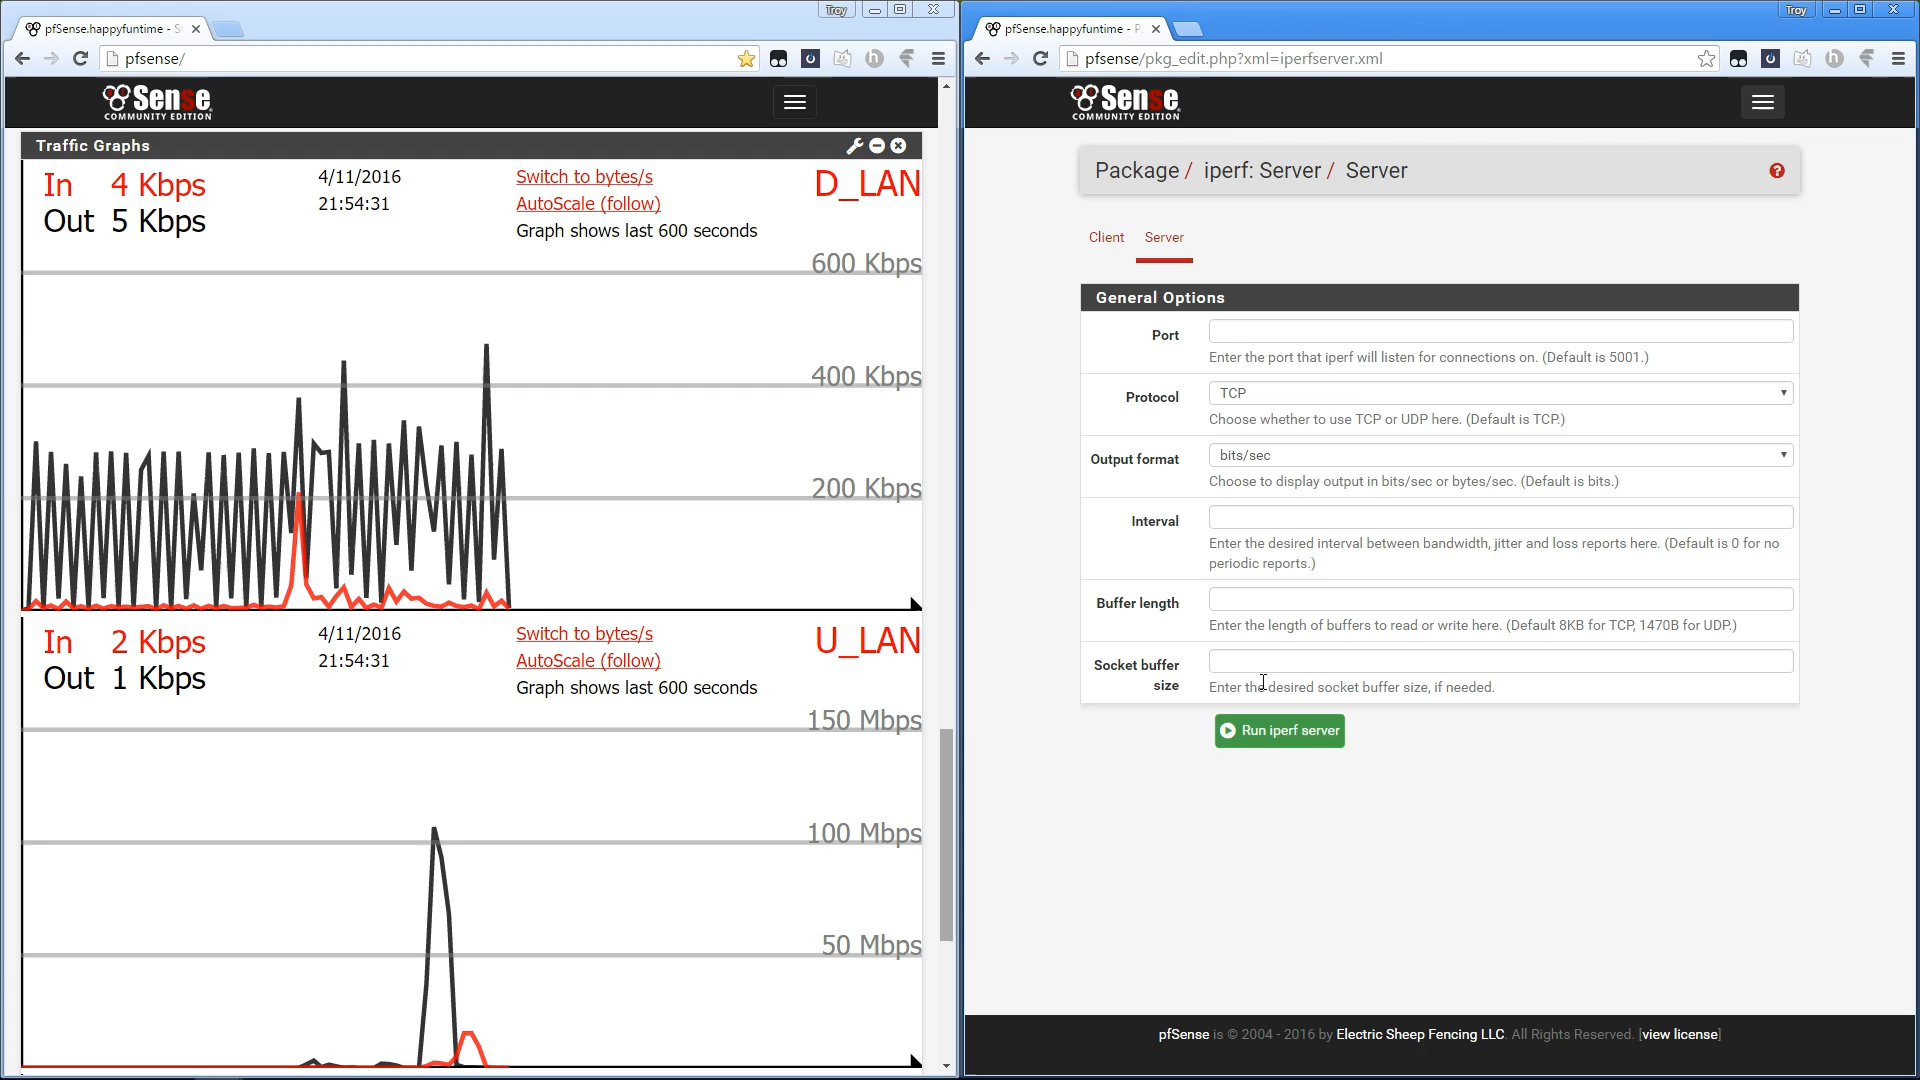 Troy
pfSense.happyfuntime - S
pfsense/
Sense
COMMUNITY EDITION
Traffic Graphs
In 4 Kbps
Out 5 Kbps
4/11/2016
21:54:31
Switch to bytes/s
AutoScale (follow)
Graph shows last 600 seconds
D_LAN
600 Kbps
400 Kbps
200 Kbps
In 2 Kbps
Out 1 Kbps
4/11/2016
21:54:31
Switch to bytes/s
AutoScale (follow)
Graph shows last 600 seconds
U_LAN
150 Mbps
100 Mbps
50 Mbps
Troy
pfSense.happyfuntime - P
pfsense/pkg_edit.php?xml=iperfserver.xml
Sense
COMMUNITY EDITION
Package / iperf: Server / Server
Client Server
General Options
Port
Enter the port that iperf will listen for connections on. (Default is 5001.)
Protocol
TCP
Choose whether to use TCP or UDP here. (Default is TCP.)
Output format
bits/sec
Choose to display output in bits/sec or bytes/sec. (Default is bits.)
Interval
Enter the desired interval between bandwidth, jitter and loss reports here. (Default is 0 for no
periodic reports.)
Buffer length
Enter the length of buffers to read or write here. (Default 8KB for TCP, 1470B for UDP.)
Socket buffer
size
Enter the desired socket buffer size, if needed.
Run iperf server
pfSense is © 2004 - 2016 by Electric Sheep Fencing LLC. All Rights Reserved. [view license]